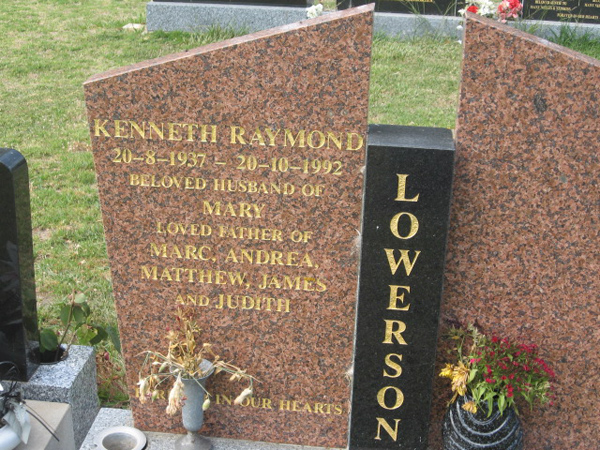 KENNETH RAYMOND
20-8-1937 - 20-10-1992
BELOVED HUSBAND OF
MARY
LOVED FATHER OF
MARC, ANDREA,
MATTHEW, JAMES
AND JUDITH
IN OUR HEARTS
LOWERSON